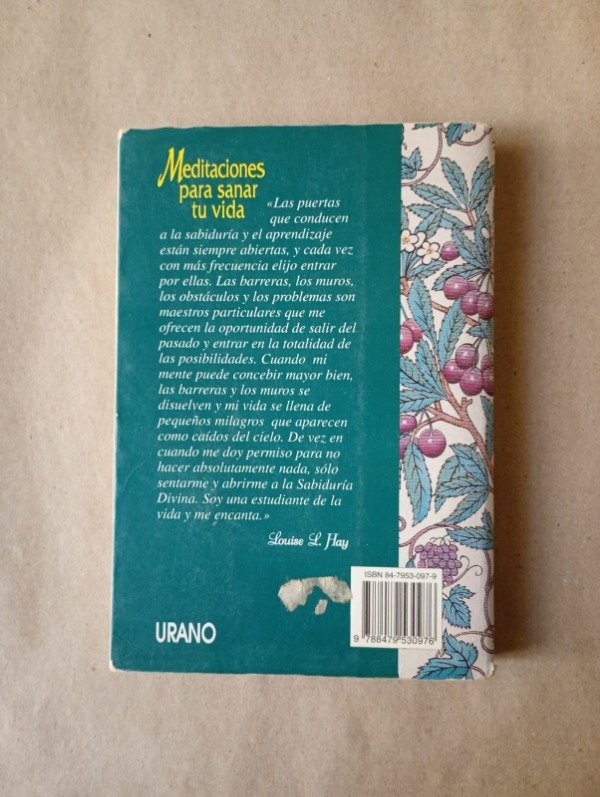 Meditaciones
para sanar
tu vida
«Las puertas
que conducen
a la sabiduría y el aprendizaje
están siempre abiertas, y cada vez
con más frecuencia elijo entrar
por ellas. Las barreras, los muros,
los obstáculos y los problemas son
maestros particulares que me
ofrecen la oportunidad de salir del
pasado y entrar en la totalidad de
las posibilidades. Cuando mi
mente puede concebir mayor bien,
las barreras y los muros se
disuelven y mi vida se llena de
pequeños milagros que aparecen
como caídos del cielo. De vez en
cuando me doy permiso para no
hacer absolutamente nada, sólo
sentarme y abrirme a la Sabiduría
Divina. Soy una estudiante de la
vida y me encanta.»
Louise L. Hay
ISBN 84-7953-097-9
9 788479 530976
URANO